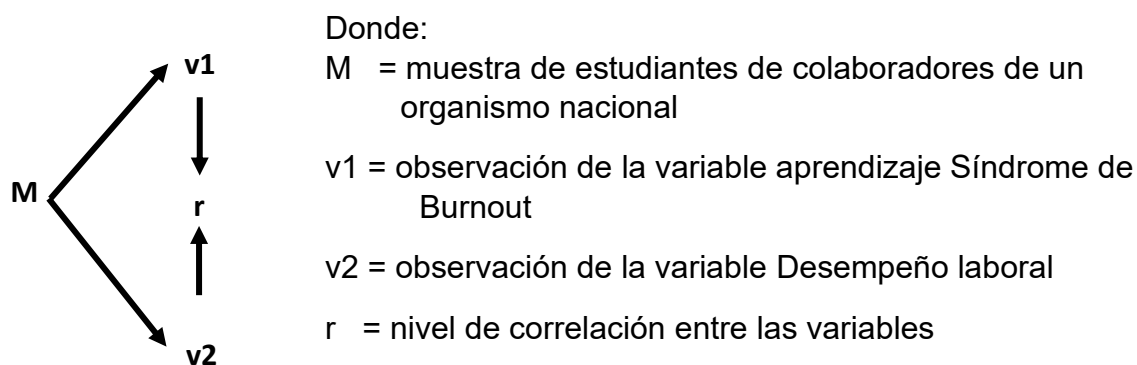 Donde:
v1
M = muestra de estudiantes de colaboradores de un
organismo nacional
v1 = observación de la variable aprendizaje Síndrome de
M
r
Burnout
v2 = observación de la variable Desempeño laboral
r = nivel de correlación entre las variables
v2